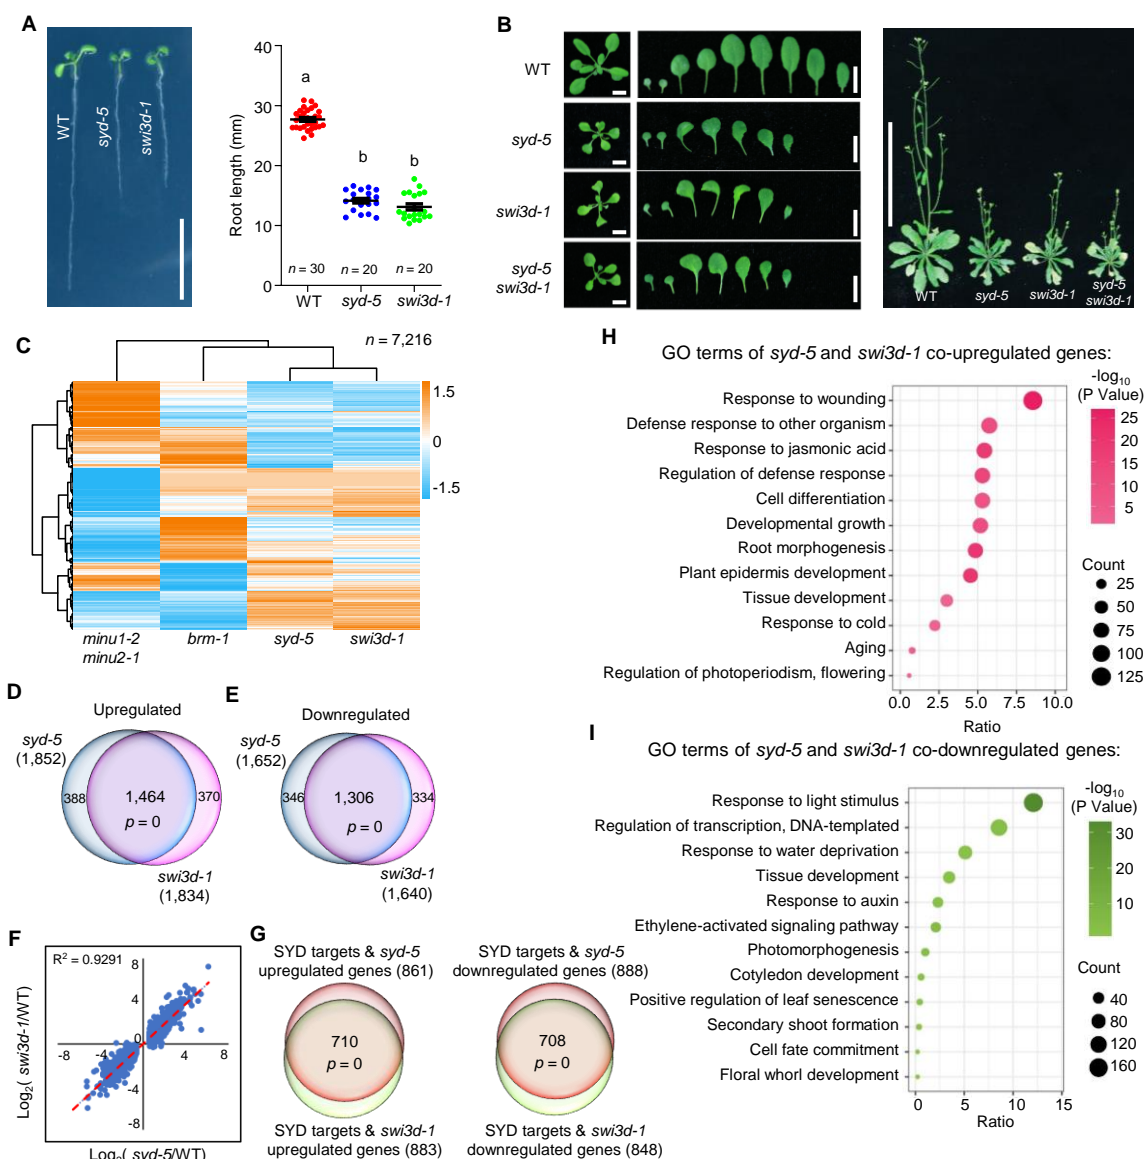 A
WT
syd-5
swi3d-1
Root length (mm)
40
30
20
10
0
a
b
b
n = 30
n = 20
n = 20
WT
syd-5
swi3d-1
B
WT
syd-5
swi3d-1
syd-5
swi3d-1
WT
syd-5
swi3d-1
syd-5
swi3d-1
C
n = 7,216
1.5
0
-1.5
minu1-2
minu2-1
brm-1
syd-5
swi3d-1
D
Upregulated
syd-5
(1,852)
388
1,464
p = 0
370
swi3d-1
(1,834)
E
Downregulated
syd-5
(1,652)
346
1,306
p = 0
334
swi3d-1
(1,640)
F
R² = 0.9291
Log₂( swi3d-1/WT)
8
4
-8
-4
4
8
-4
-8
Log₂( syd-5/WT)
G
SYD targets & syd-5
upregulated genes (861)
710
p = 0
SYD targets & swi3d-1
upregulated genes (883)
SYD targets & syd-5
downregulated genes (888)
708
p = 0
SYD targets & swi3d-1
downregulated genes (848)
H
GO terms of syd-5 and swi3d-1 co-upregulated genes:
Response to wounding
Defense response to other organism
Response to jasmonic acid
Regulation of defense response
Cell differentiation
Developmental growth
Root morphogenesis
Plant epidermis development
Tissue development
Response to cold
Aging
Regulation of photoperiodism, flowering
0.0
2.5
5.0
7.5
10.0
Ratio
-log₁₀
(P Value)
25
20
15
10
5
Count
25
50
75
100
125
I
GO terms of syd-5 and swi3d-1 co-downregulated genes:
Response to light stimulus
Regulation of transcription, DNA-templated
Response to water deprivation
Tissue development
Response to auxin
Ethylene-activated signaling pathway
Photomorphogenesis
Cotyledon development
Positive regulation of leaf senescence
Secondary shoot formation
Cell fate commitment
Floral whorl development
0
5
10
15
Ratio
-log₁₀
(P Value)
30
20
10
Count
40
80
120
160